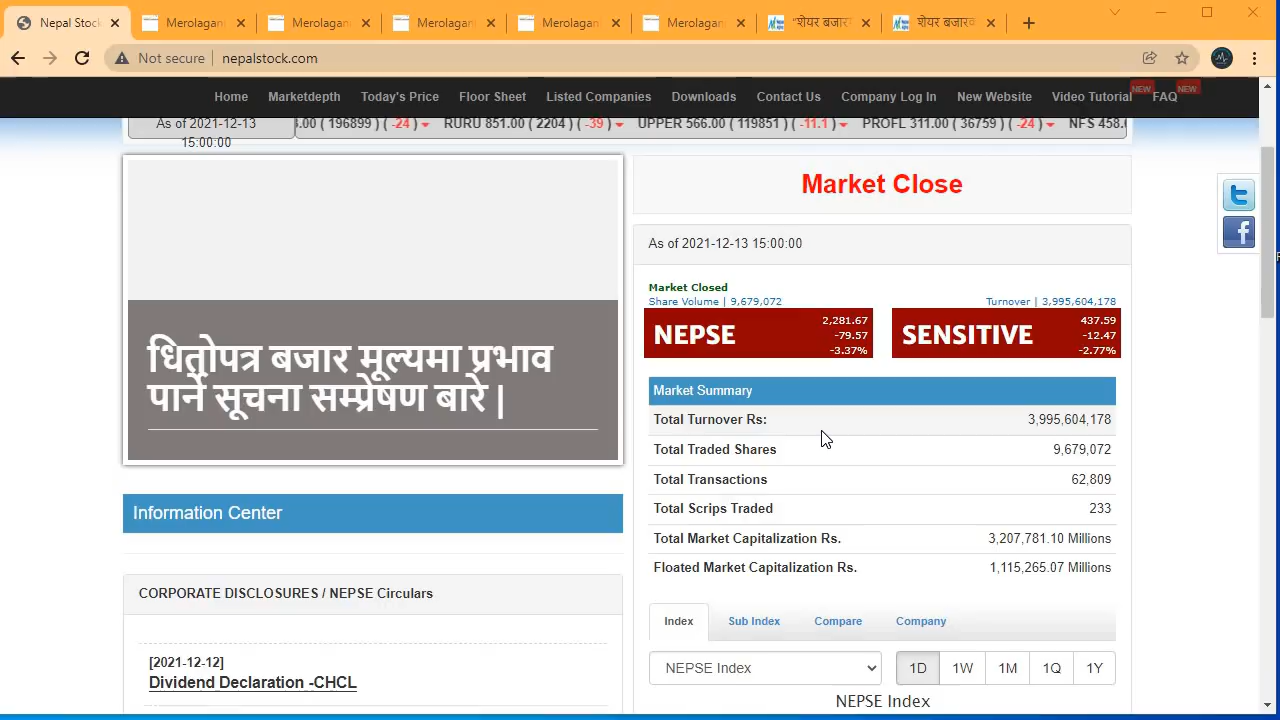 Nepal Stoc
Merolagan
Merolagan
Merolagan
Merolagan
Merolagan
"शेयर बजार
शेयर बजारव
Not secure
nepalstock.com
Home
Marketdepth
Today's Price
Floor Sheet
Listed Companies
Downloads
Contact Us
Company Log In
New Website
Video Tutorial
NEW
FAQ
NEW
As of 2021-12-13
15:00:00
.00 ( 196899 ) ( -24 ) RURU 851.00 ( 2204 ) ( -39 ) UPPER 566.00 ( 119851 ) ( -11.1 ) PROFL 311.00 ( 36759 ) ( -24 ) NFS 458.
धितोपत्र बजार मूल्यमा प्रभाव
पार्ने सूचना सम्प्रेषण बारे |
Information Center
CORPORATE DISCLOSURES / NEPSE Circulars
[2021-12-12]
Dividend Declaration -CHCL
Market Close
As of 2021-12-13 15:00:00
Market Closed
Share Volume | 9,679,072
Turnover | 3,995,604,178
NEPSE
2,281.67
-79.57
-3.37%
SENSITIVE
437.59
-12.47
-2.77%
Market Summary
Total Turnover Rs: 3,995,604,178
Total Traded Shares 9,679,072
Total Transactions 62,809
Total Scrips Traded 233
Total Market Capitalization Rs. 3,207,781.10 Millions
Floated Market Capitalization Rs. 1,115,265.07 Millions
Index
Sub Index
Compare
Company
NEPSE Index
1D
1W
1M
1Q
1Y
NEPSE Index